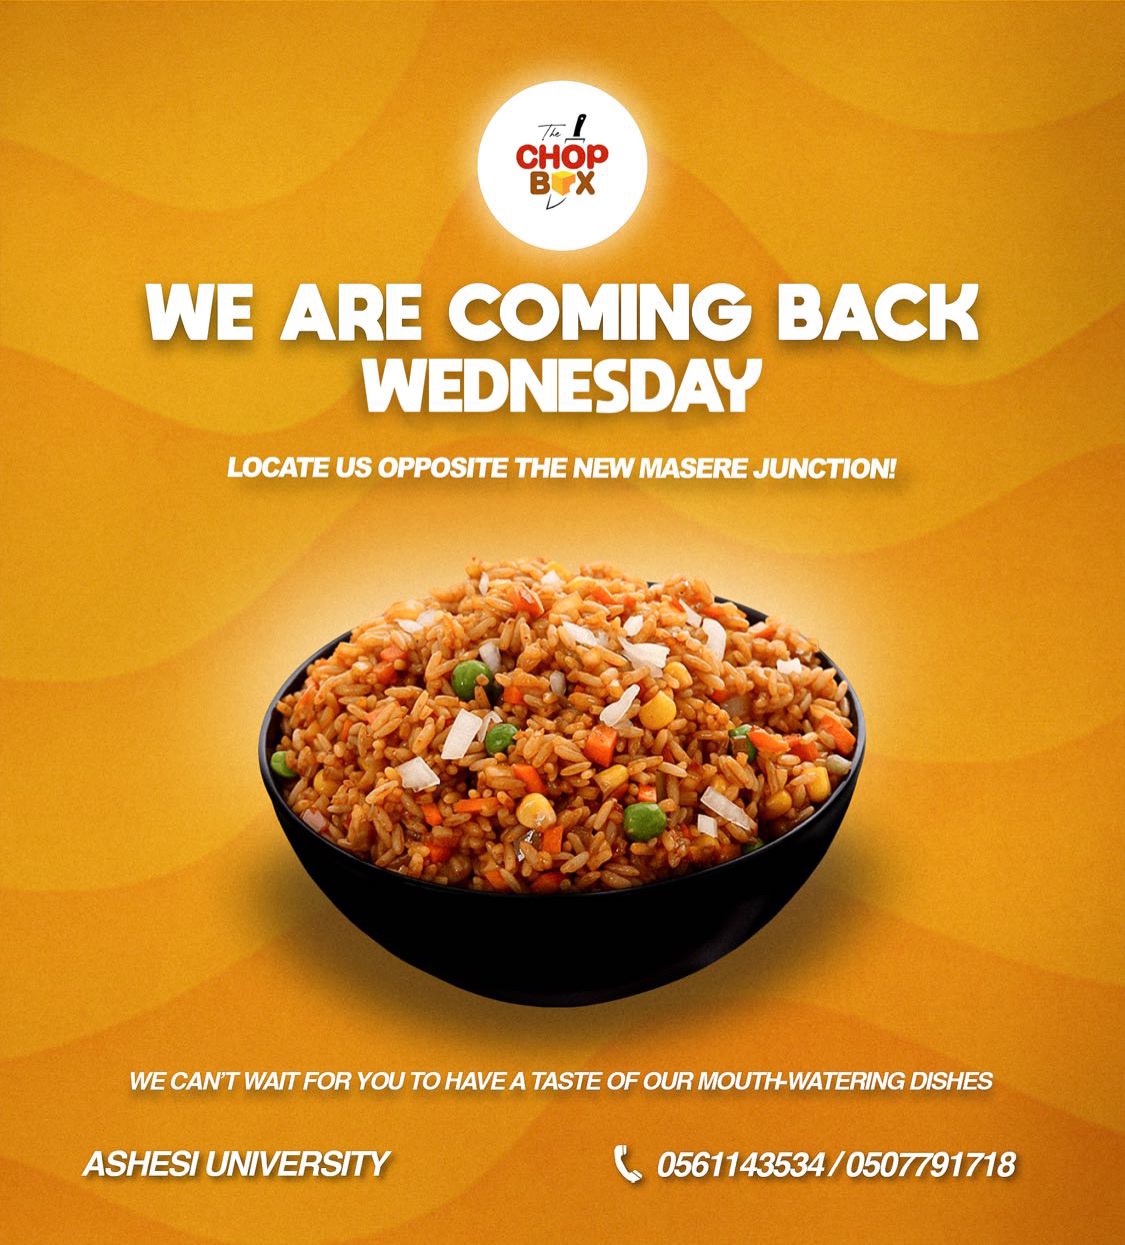 The
CHOP
BOX
WE ARE COMING BACK
WEDNESDAY
LOCATE US OPPOSITE THE NEW MASERE JUNCTION!
WE CAN'T WAIT FOR YOU TO HAVE A TASTE OF OUR MOUTH-WATERING DISHES
ASHESI UNIVERSITY
0561143534 / 0507791718